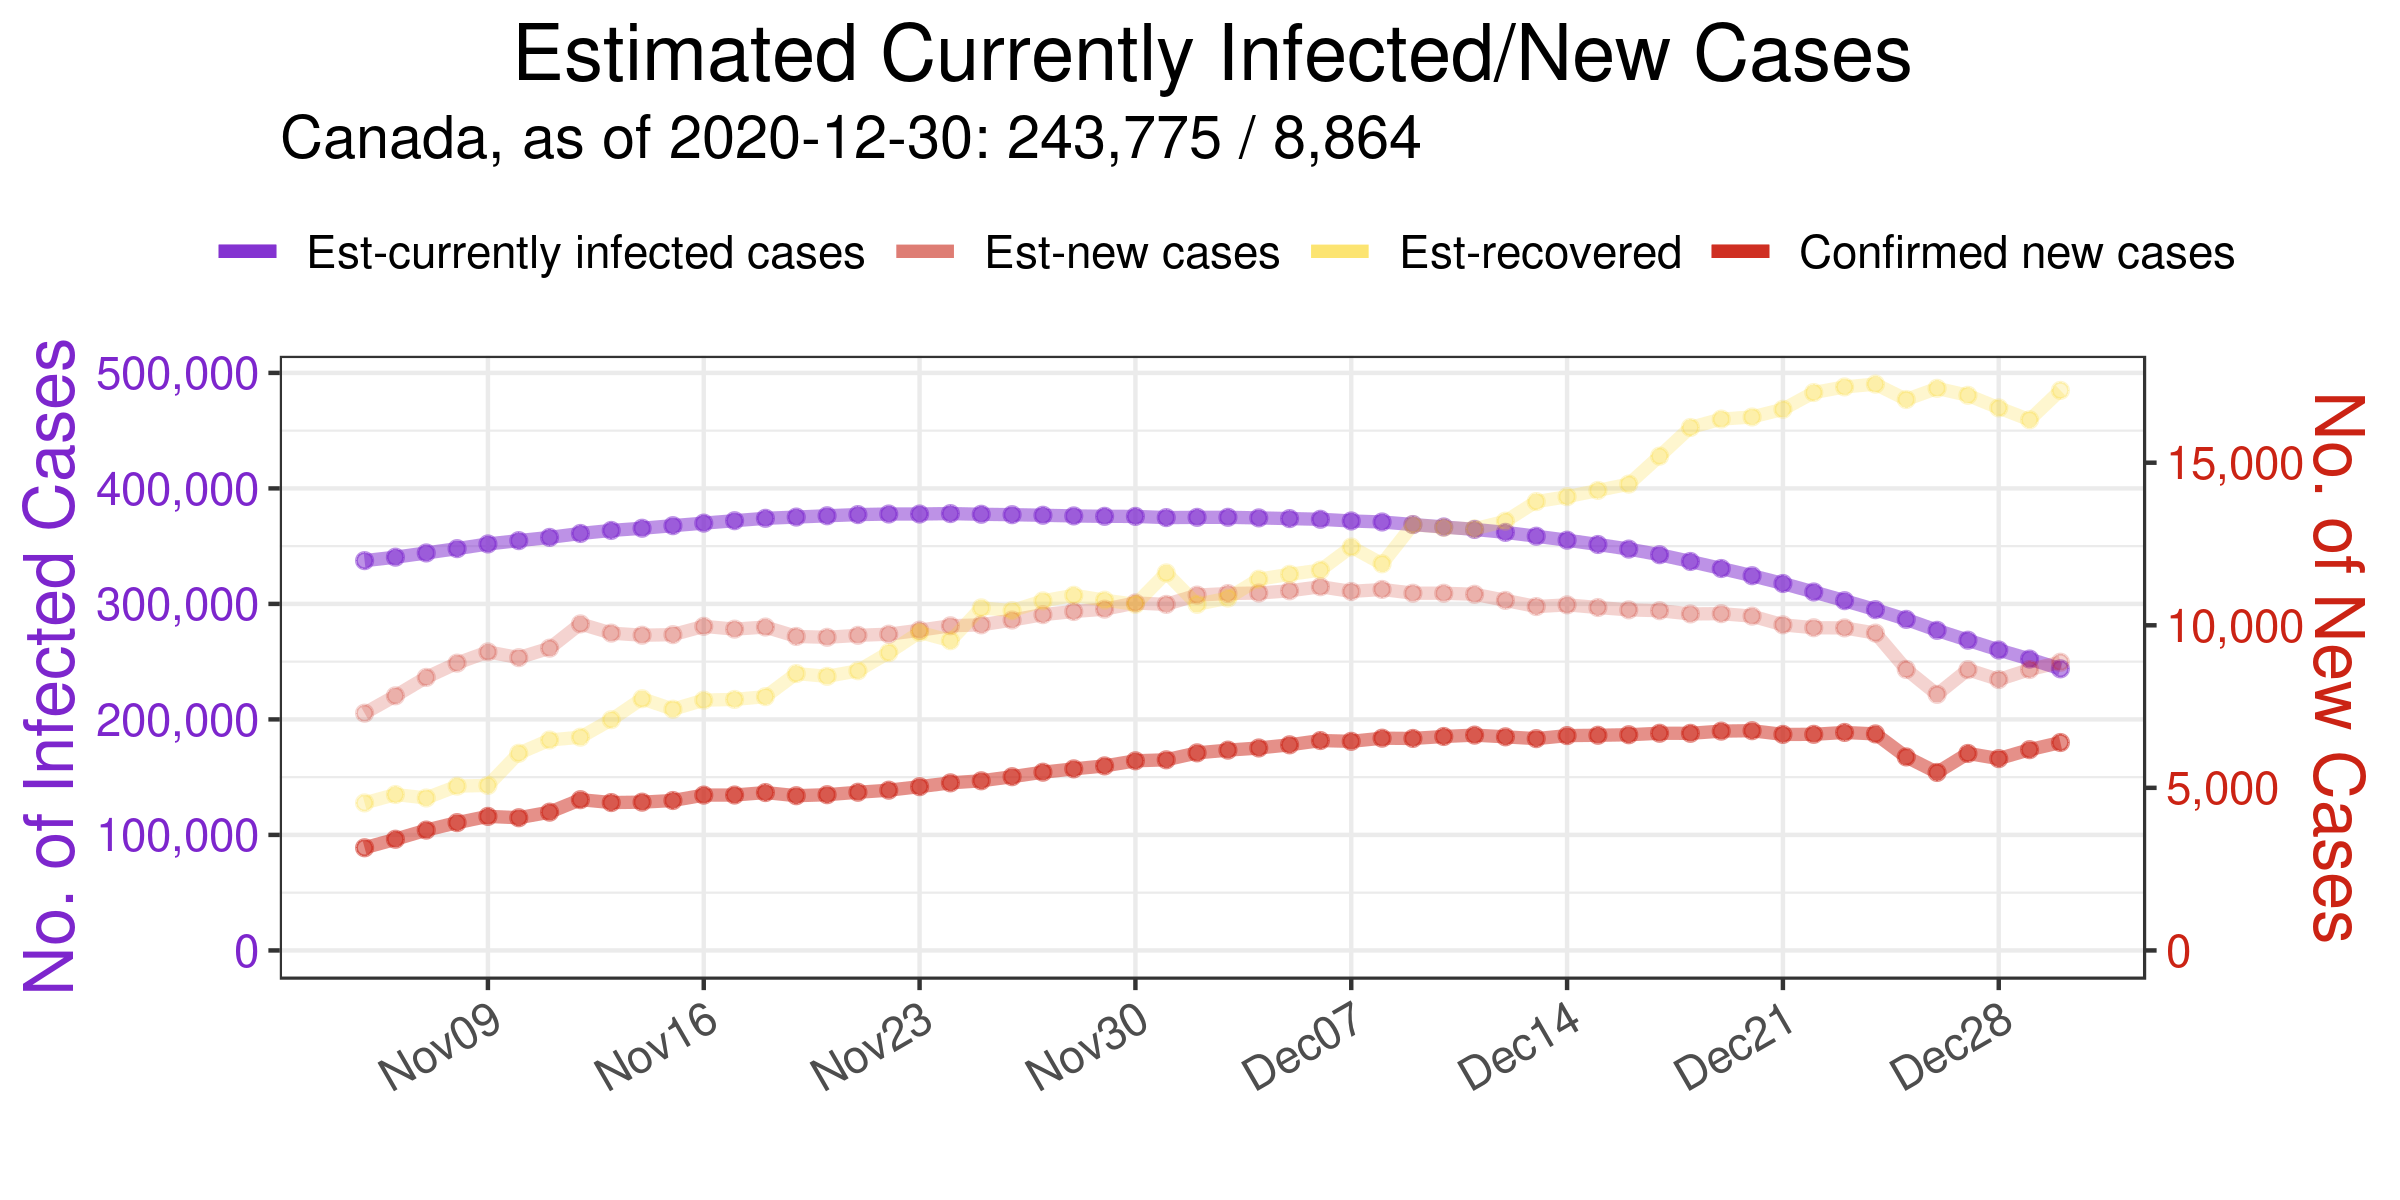 Estimated Currently Infected/New Cases
Canada, as of 2020-12-30: 243,775 / 8,864
Est-currently infected cases Est-new cases Est-recovered Confirmed new cases
No. of Infected Cases
500,000
400,000
300,000
200,000
100,000
0
15,000
10,000
5,000
0
No. of New Cases
Nov09 Nov16 Nov23 Nov30 Dec07 Dec14 Dec21 Dec28